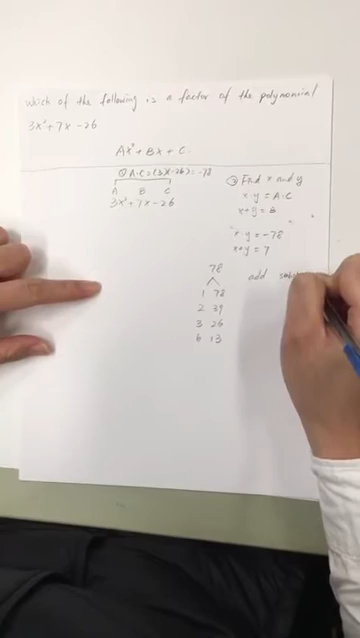 which of the following is a factor of the polynomial
3x²+7x-26
Ax²+Bx+C.
① A·C=(3x-26)=-78
A B C
3x²+7x-26
② Find x and y
x·y = A·C
x+y = B
x·y = -78
x+y = 7
78
1 78
2 39
3 26
6 13
add